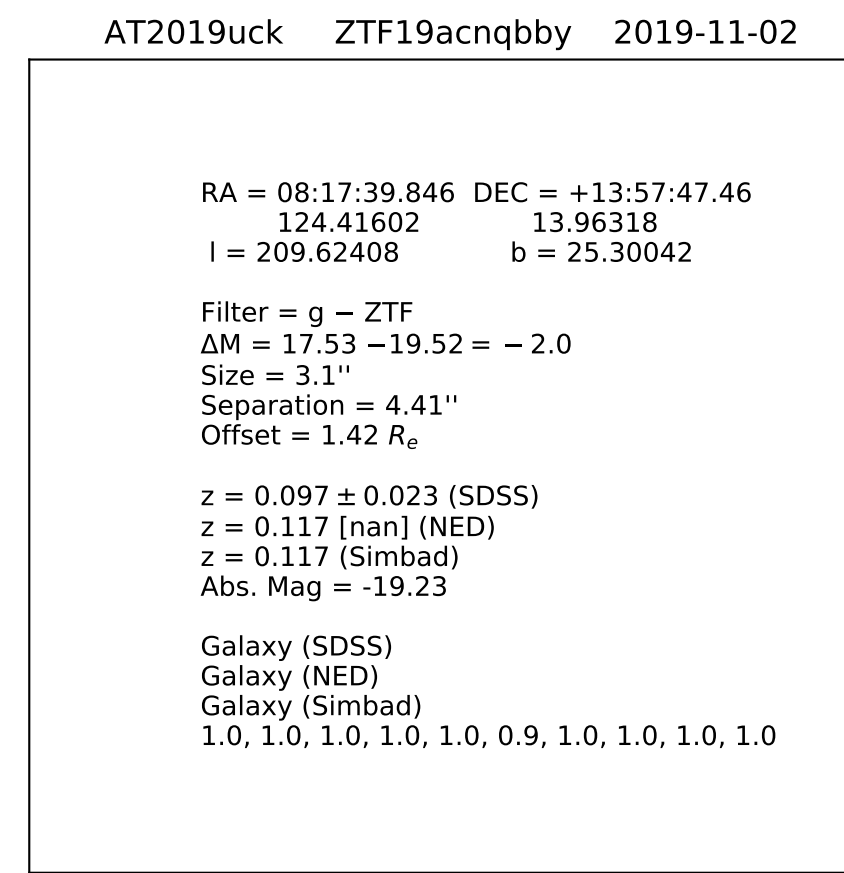 AT2019uck ZTF19acnqbby 2019-11-02
RA = 08:17:39.846 DEC = +13:57:47.46
124.41602 13.96318
l = 209.62408 b = 25.30042
Filter = g − ZTF
ΔM = 17.53 −19.52 = − 2.0
Size = 3.1''
Separation = 4.41''
Offset = 1.42 Rₑ
z = 0.097 ± 0.023 (SDSS)
z = 0.117 [nan] (NED)
z = 0.117 (Simbad)
Abs. Mag = -19.23
Galaxy (SDSS)
Galaxy (NED)
Galaxy (Simbad)
1.0, 1.0, 1.0, 1.0, 1.0, 0.9, 1.0, 1.0, 1.0, 1.0